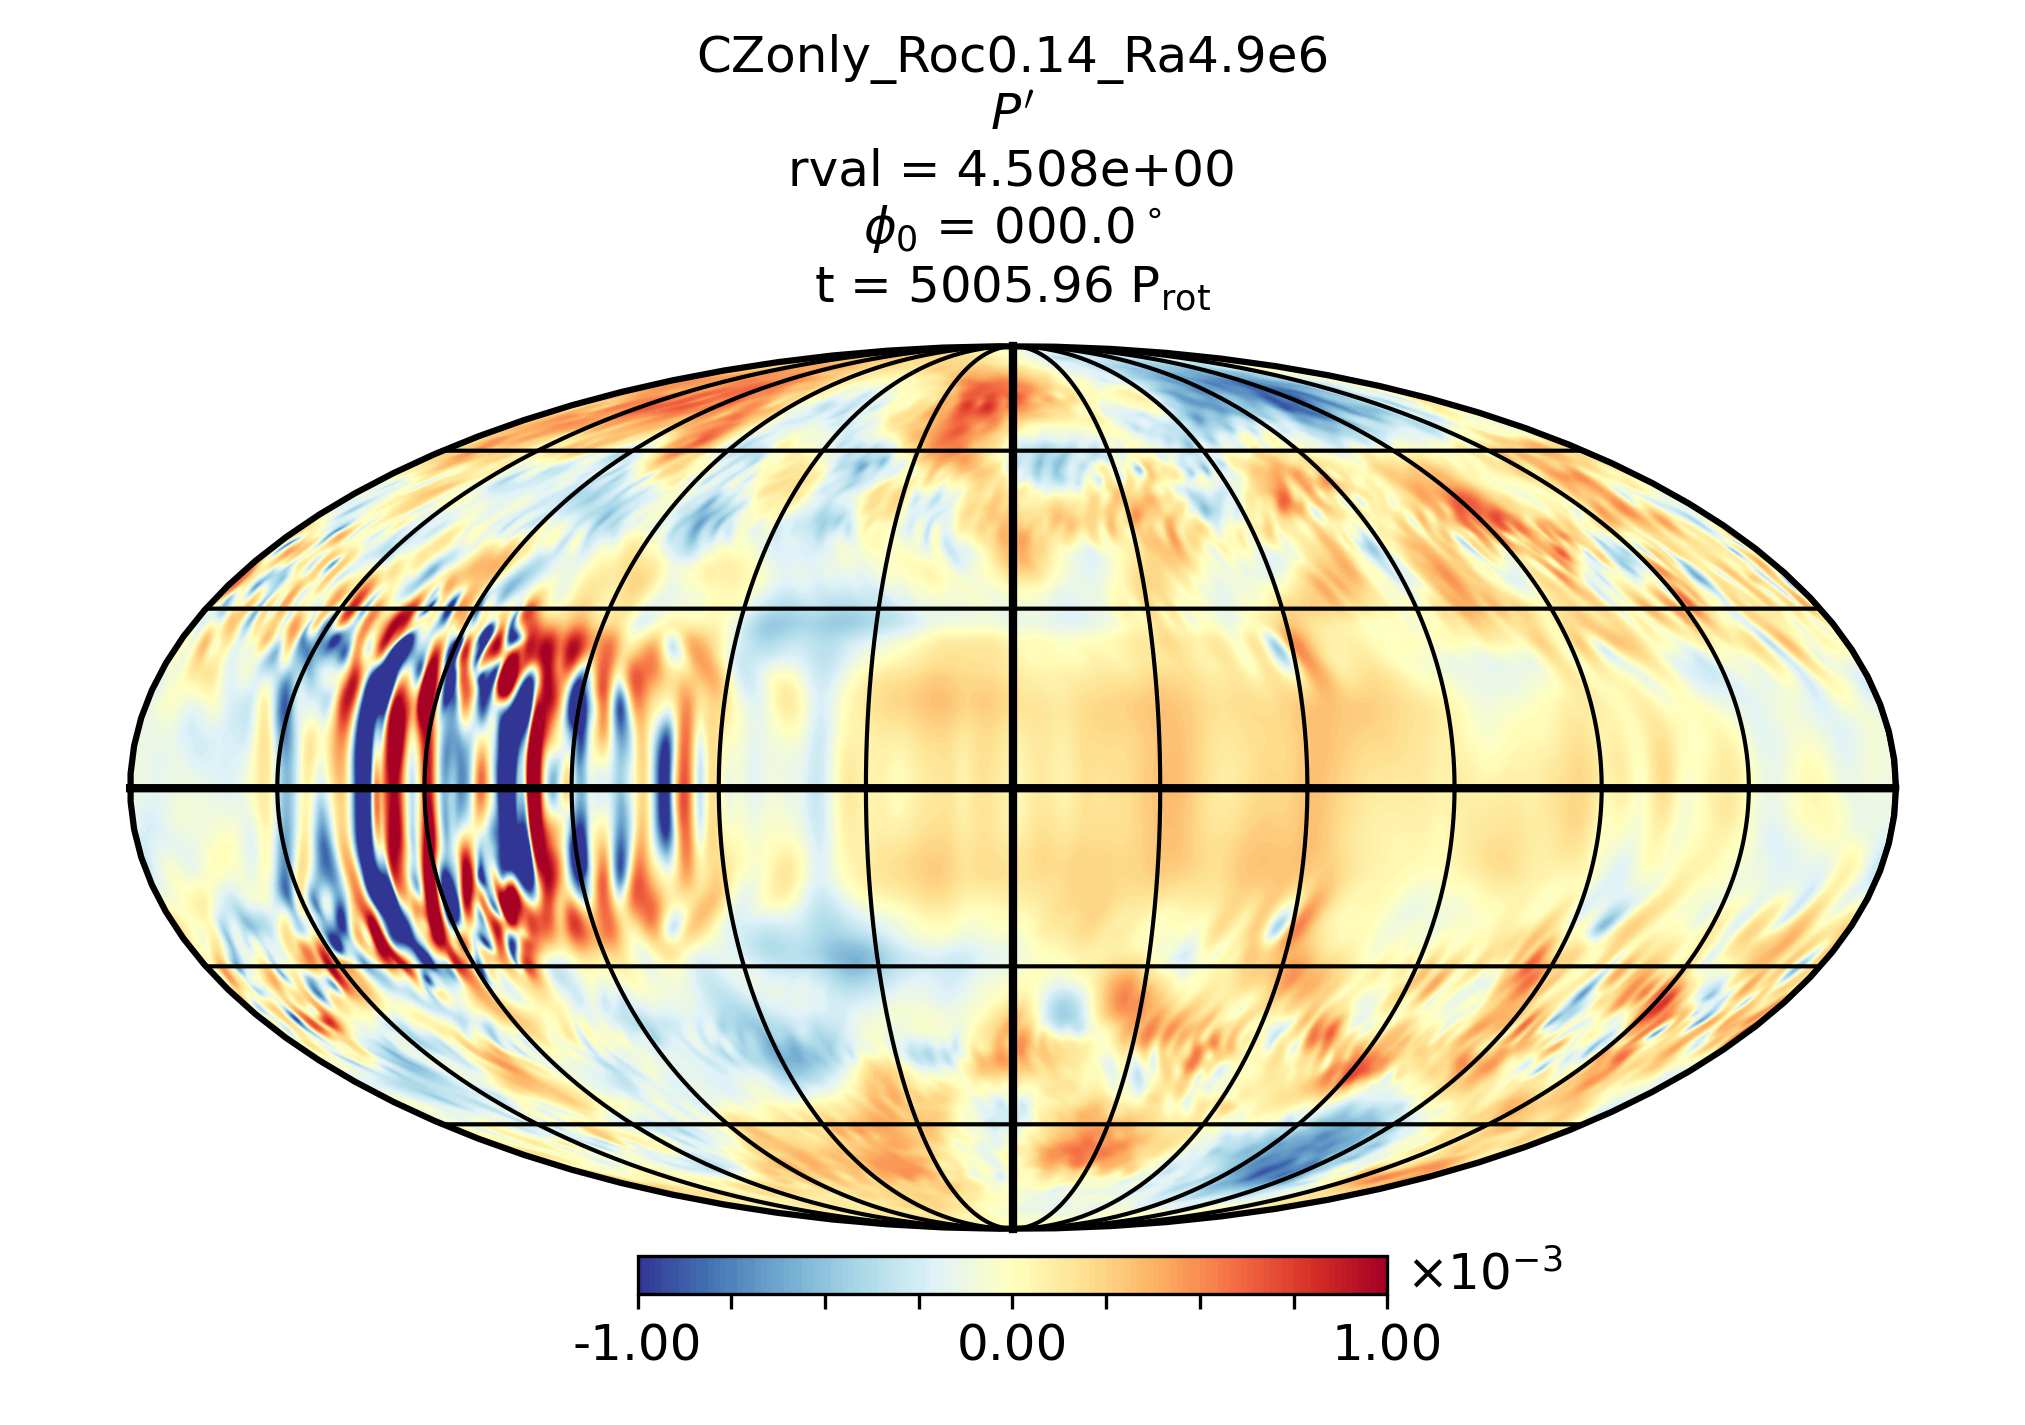 CZonly_Roc0.14_Ra4.9e6
P′
rval = 4.508e+00
ϕ₀ = 000.0°
t = 5005.96 Pᵣₒₜ
×10⁻³
-1.00 0.00 1.00